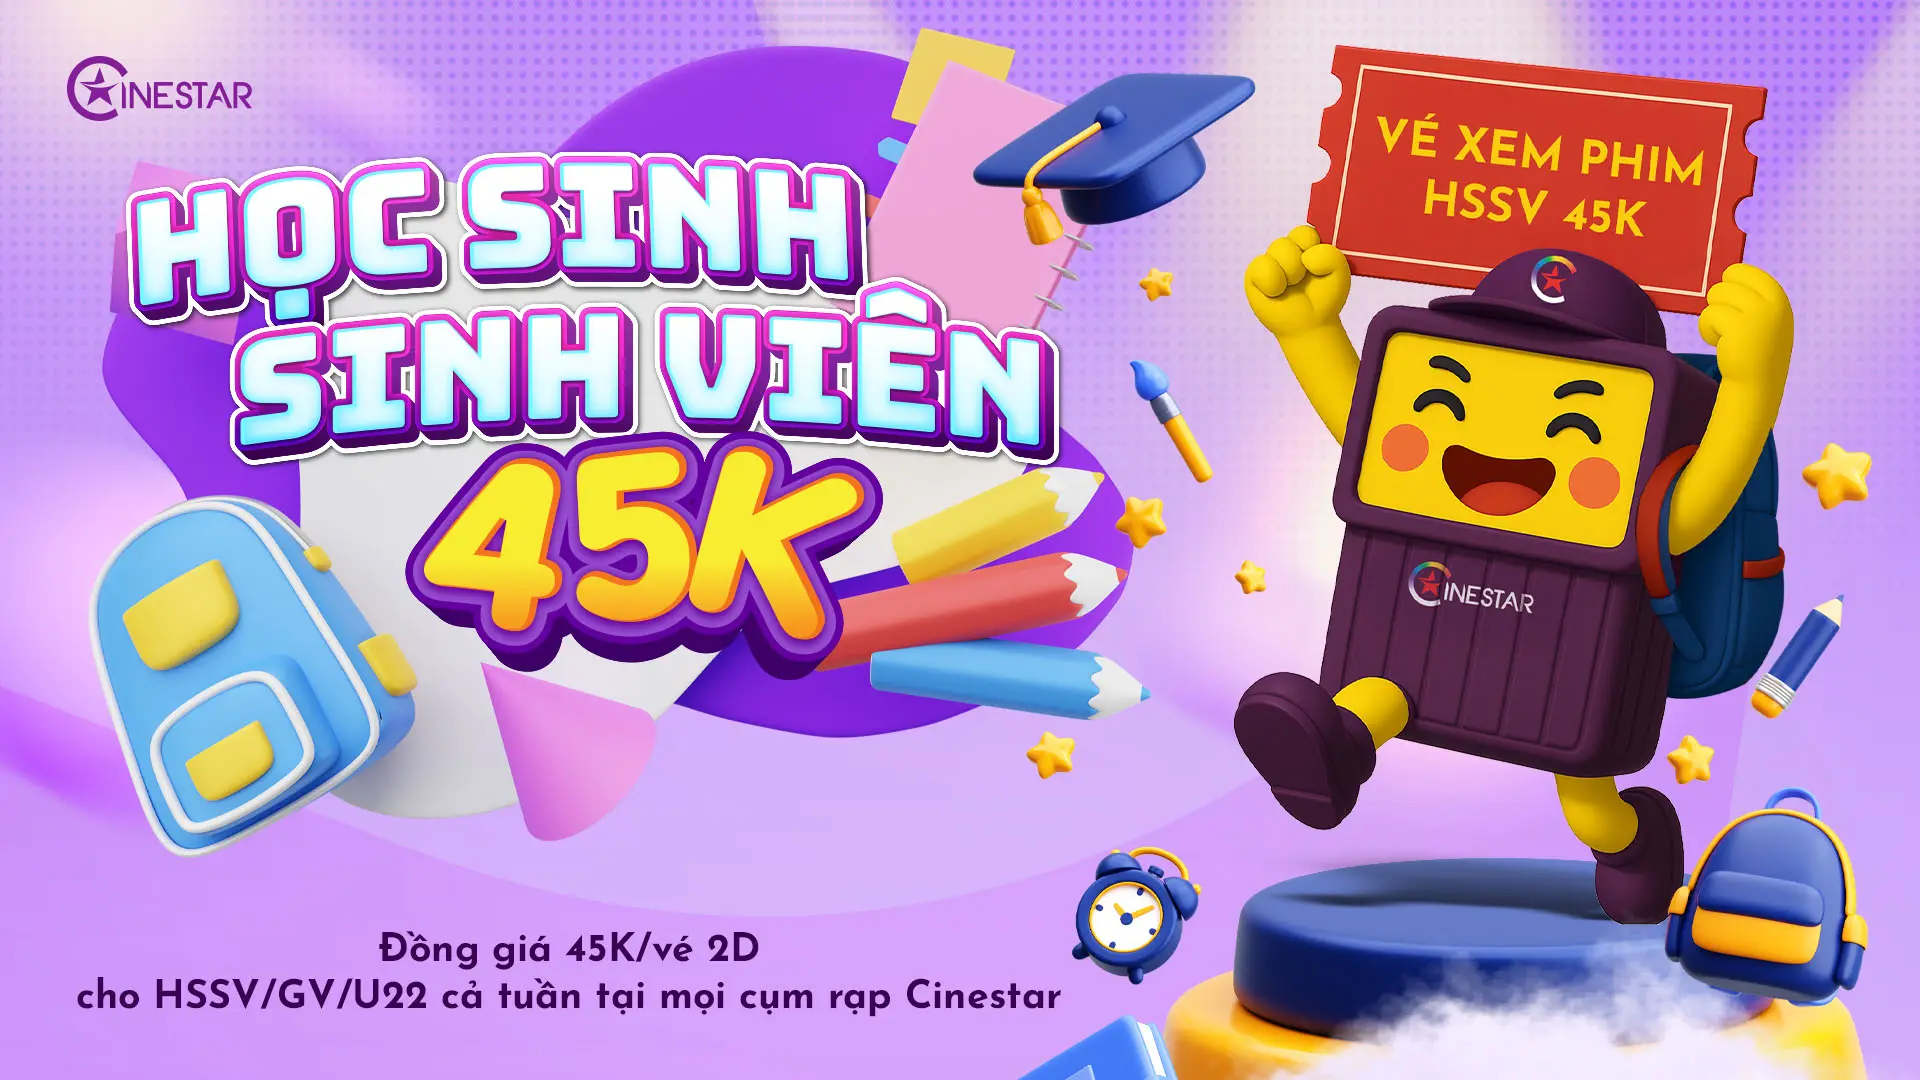 CINESTAR
HỌC SINH
SINH VIÊN
45K
VÉ XEM PHIM
HSSV 45K
CINESTAR
Đồng giá 45K/vé 2D
cho HSSV/GV/U22 cả tuần tại mọi cụm rạp Cinestar